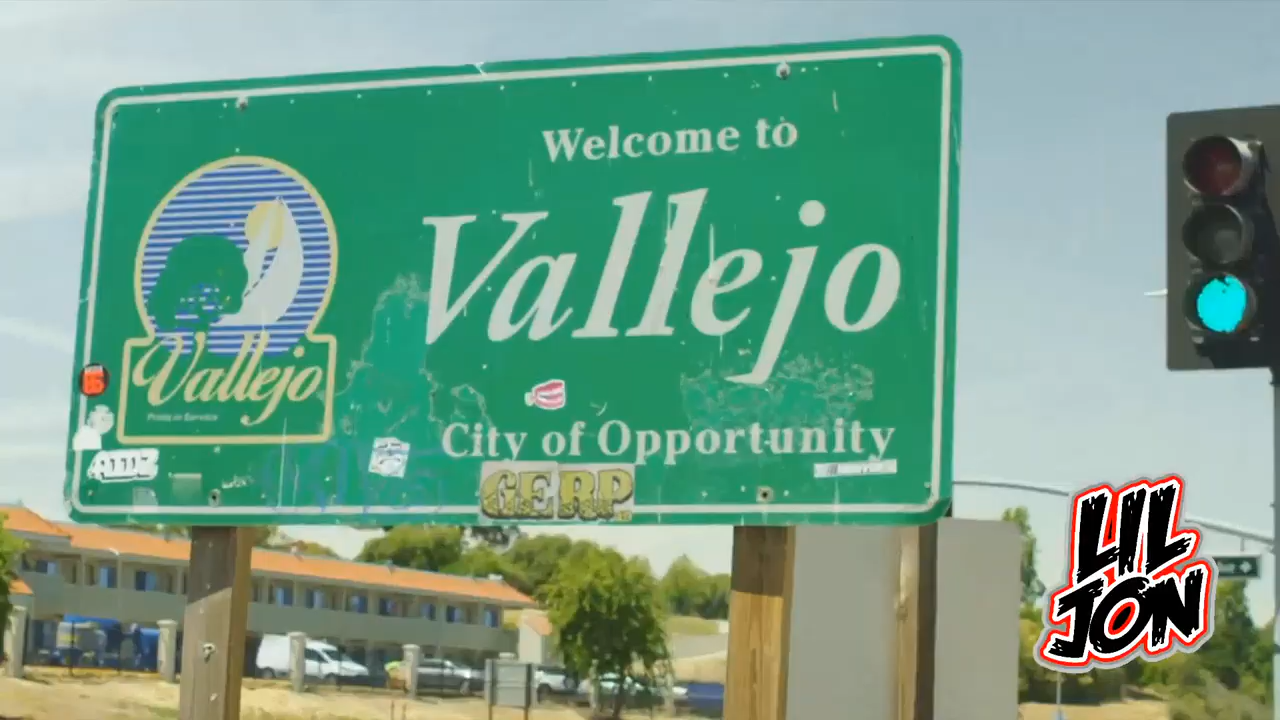 Welcome to
Vallejo
Vallejo
City of Opportunity
GERP
LIL
JON